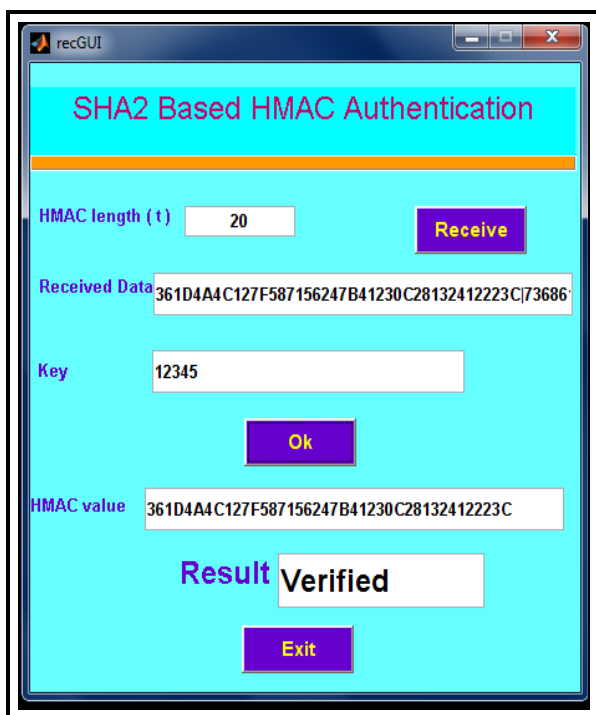 recGUI
SHA2 Based HMAC Authentication
HMAC length ( t )
20
Receive
Received Data
361D4A4C127F587156247B41230C28132412223C|73686
Key
12345
Ok
HMAC value
361D4A4C127F587156247B41230C28132412223C
Result
Verified
Exit